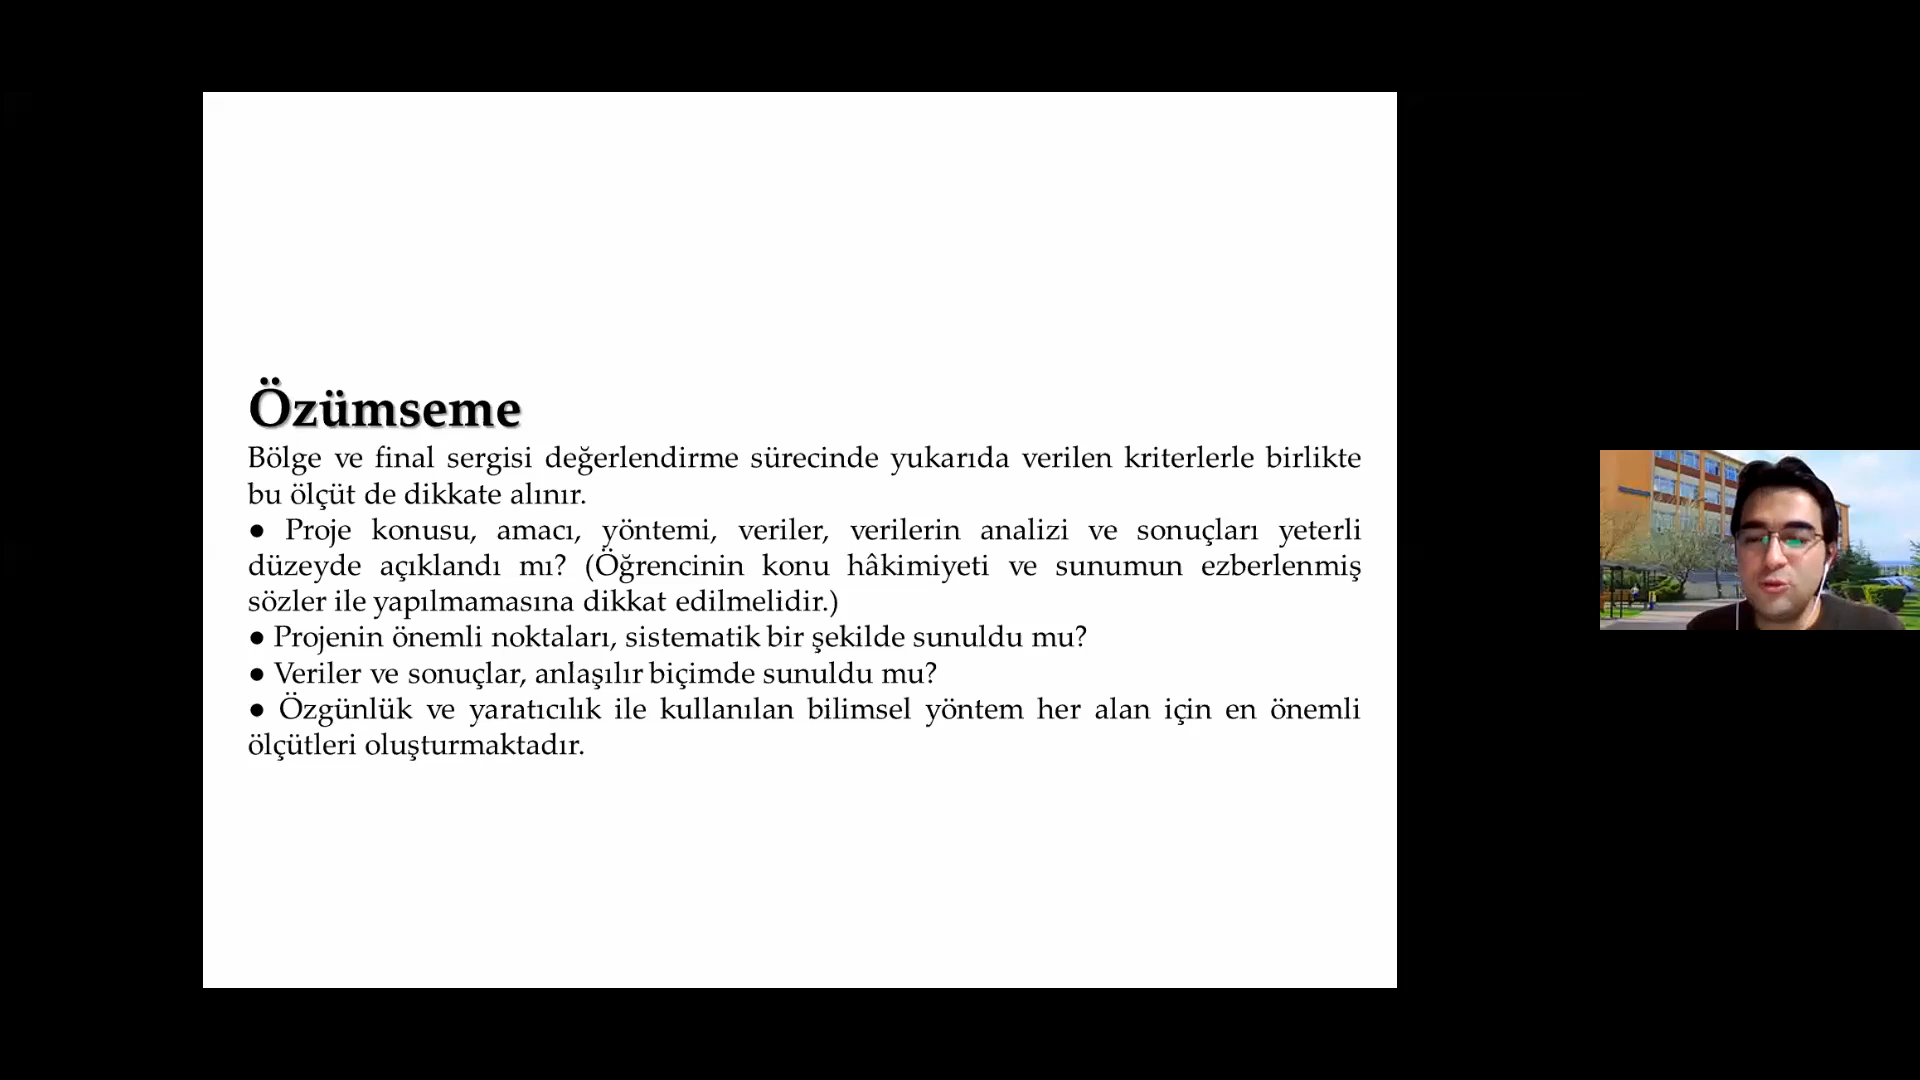 Özümseme
Bölge ve final sergisi değerlendirme sürecinde yukarıda verilen kriterlerle birlikte
bu ölçüt de dikkate alınır.
● Proje konusu, amacı, yöntemi, veriler, verilerin analizi ve sonuçları yeterli
düzeyde açıklandı mı? (Öğrencinin konu hâkimiyeti ve sunumun ezberlenmiş
sözler ile yapılmamasına dikkat edilmelidir.)
● Projenin önemli noktaları, sistematik bir şekilde sunuldu mu?
● Veriler ve sonuçlar, anlaşılır biçimde sunuldu mu?
● Özgünlük ve yaratıcılık ile kullanılan bilimsel yöntem her alan için en önemli
ölçütleri oluşturmaktadır.